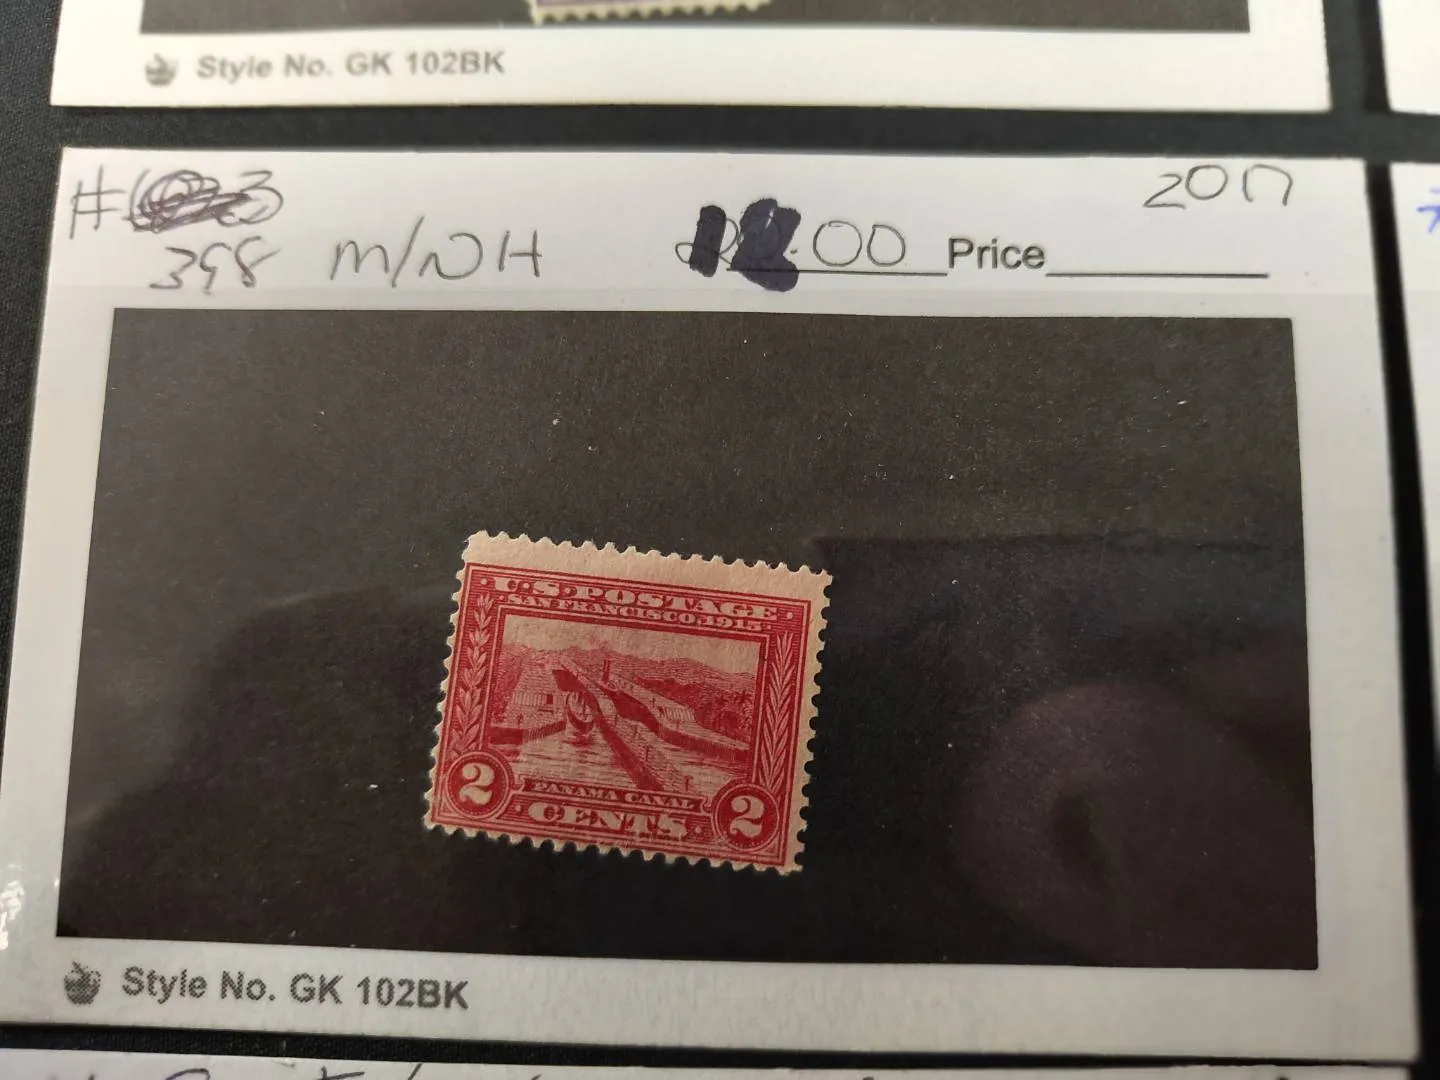 Style No. GK 102BK
#
2017
398 M/NH .00 Price
U·S·POSTAGE
SAN FRANCISCO, 1915
2 PANAMA CANAL 2
CENTS
Style No. GK 102BK